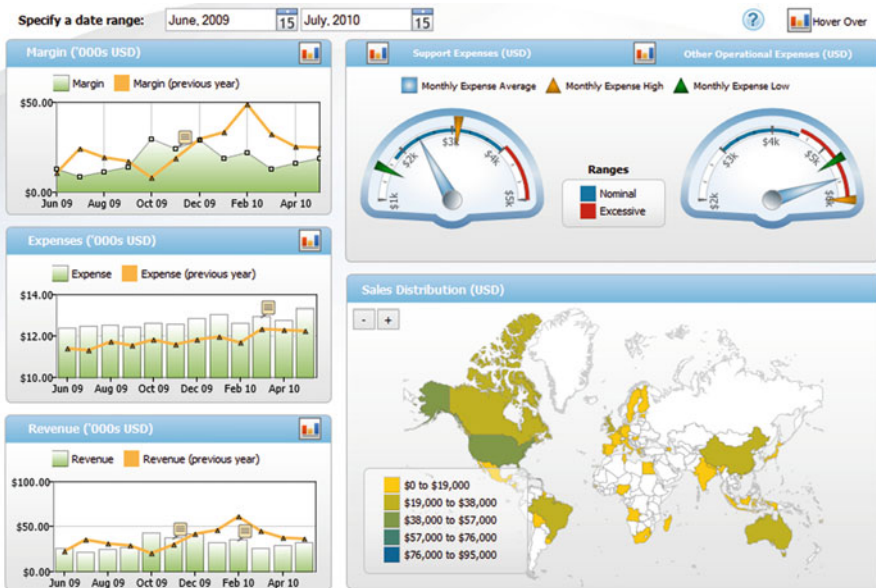 Specify a date range: June, 2009 15 July, 2010 15 ? Hover Over
Margin ('000s USD)
Margin Margin (previous year)
$50.00
$0.00
Jun 09 Aug 09 Oct 09 Dec 09 Feb 10 Apr 10
Expenses ('000s USD)
Expense Expense (previous year)
$14.00
$12.00
$10.00
Jun 09 Aug 09 Oct 09 Dec 09 Feb 10 Apr 10
Revenue ('000s USD)
Revenue Revenue (previous year)
$100.00
$50.00
$0.00
Jun 09 Aug 09 Oct 09 Dec 09 Feb 10 Apr 10
Support Expenses (USD) Other Operational Expenses (USD)
Monthly Expense Average Monthly Expense High Monthly Expense Low
$1k $2k $3k $4k $5k
Ranges
Nominal
Excessive
$2k $3k $4k $5k $6k
Sales Distribution (USD)
- +
$0 to $19,000
$19,000 to $38,000
$38,000 to $57,000
$57,000 to $76,000
$76,000 to $95,000